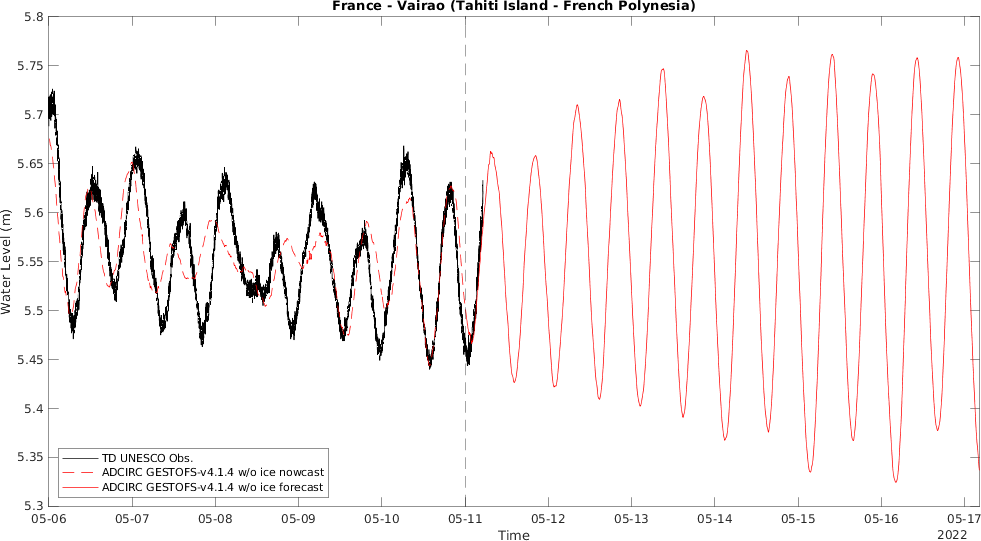 France - Vairao (Tahiti Island - French Polynesia)
5.8
5.75
5.7
5.65
5.6
5.55
5.5
5.45
5.4
5.35
5.3
Water Level (m)
TD UNESCO Obs.
ADCIRC GESTOFS-v4.1.4 w/o ice nowcast
ADCIRC GESTOFS-v4.1.4 w/o ice forecast
05-06 05-07 05-08 05-09 05-10 05-11 05-12 05-13 05-14 05-15 05-16 05-17
Time
2022